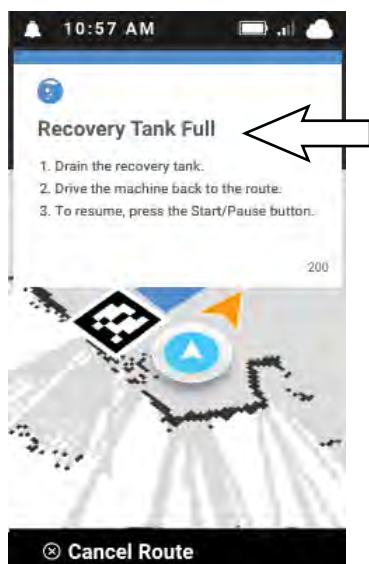 10:57 AM
Recovery Tank Full
1. Drain the recovery tank.
2. Drive the machine back to the route.
3. To resume, press the Start/Pause button.
200
Cancel Route